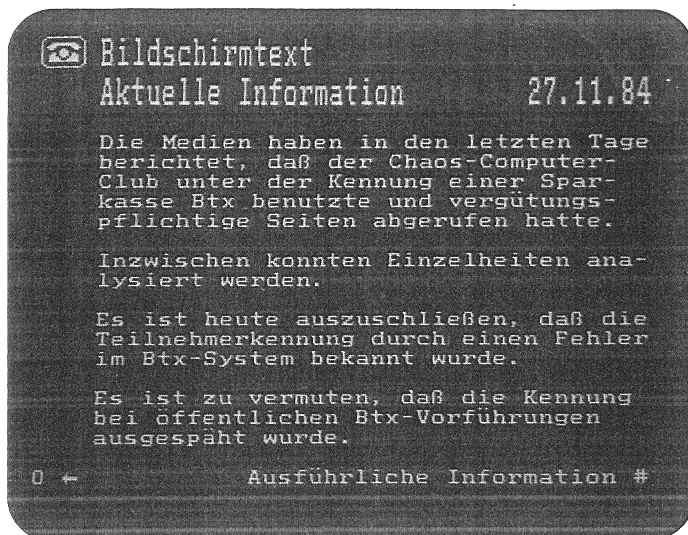 Bildschirmtext
Aktuelle Information 27.11.84
Die Medien haben in den letzten Tage
berichtet, daß der Chaos-Computer-
Club unter der Kennung einer Spar-
kasse Btx benutzte und vergütungs-
pflichtige Seiten abgerufen hatte.
Inzwischen konnten Einzelheiten ana-
lysiert werden.
Es ist heute auszuschließen, daß die
Teilnehmerkennung durch einen Fehler
im Btx-System bekannt wurde.
Es ist zu vermuten, daß die Kennung
bei öffentlichen Btx-Vorführungen
ausgespäht wurde.
0 ← Ausführliche Information #